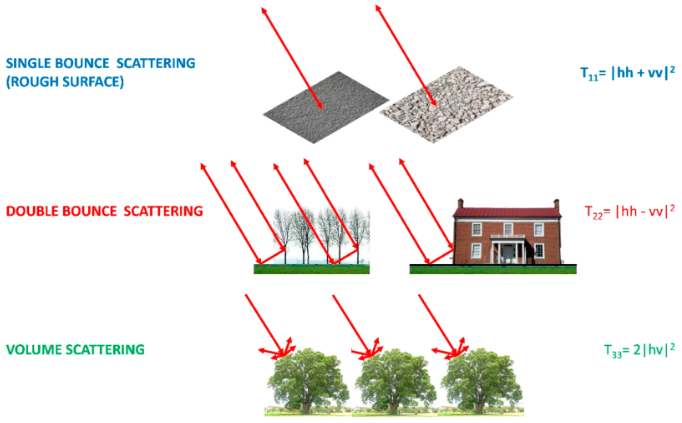 SINGLE BOUNCE SCATTERING
(ROUGH SURFACE)
T₁₁= |hh + vv|²
DOUBLE BOUNCE SCATTERING
T₂₂= |hh - vv|²
VOLUME SCATTERING
T₃₃= 2|hv|²